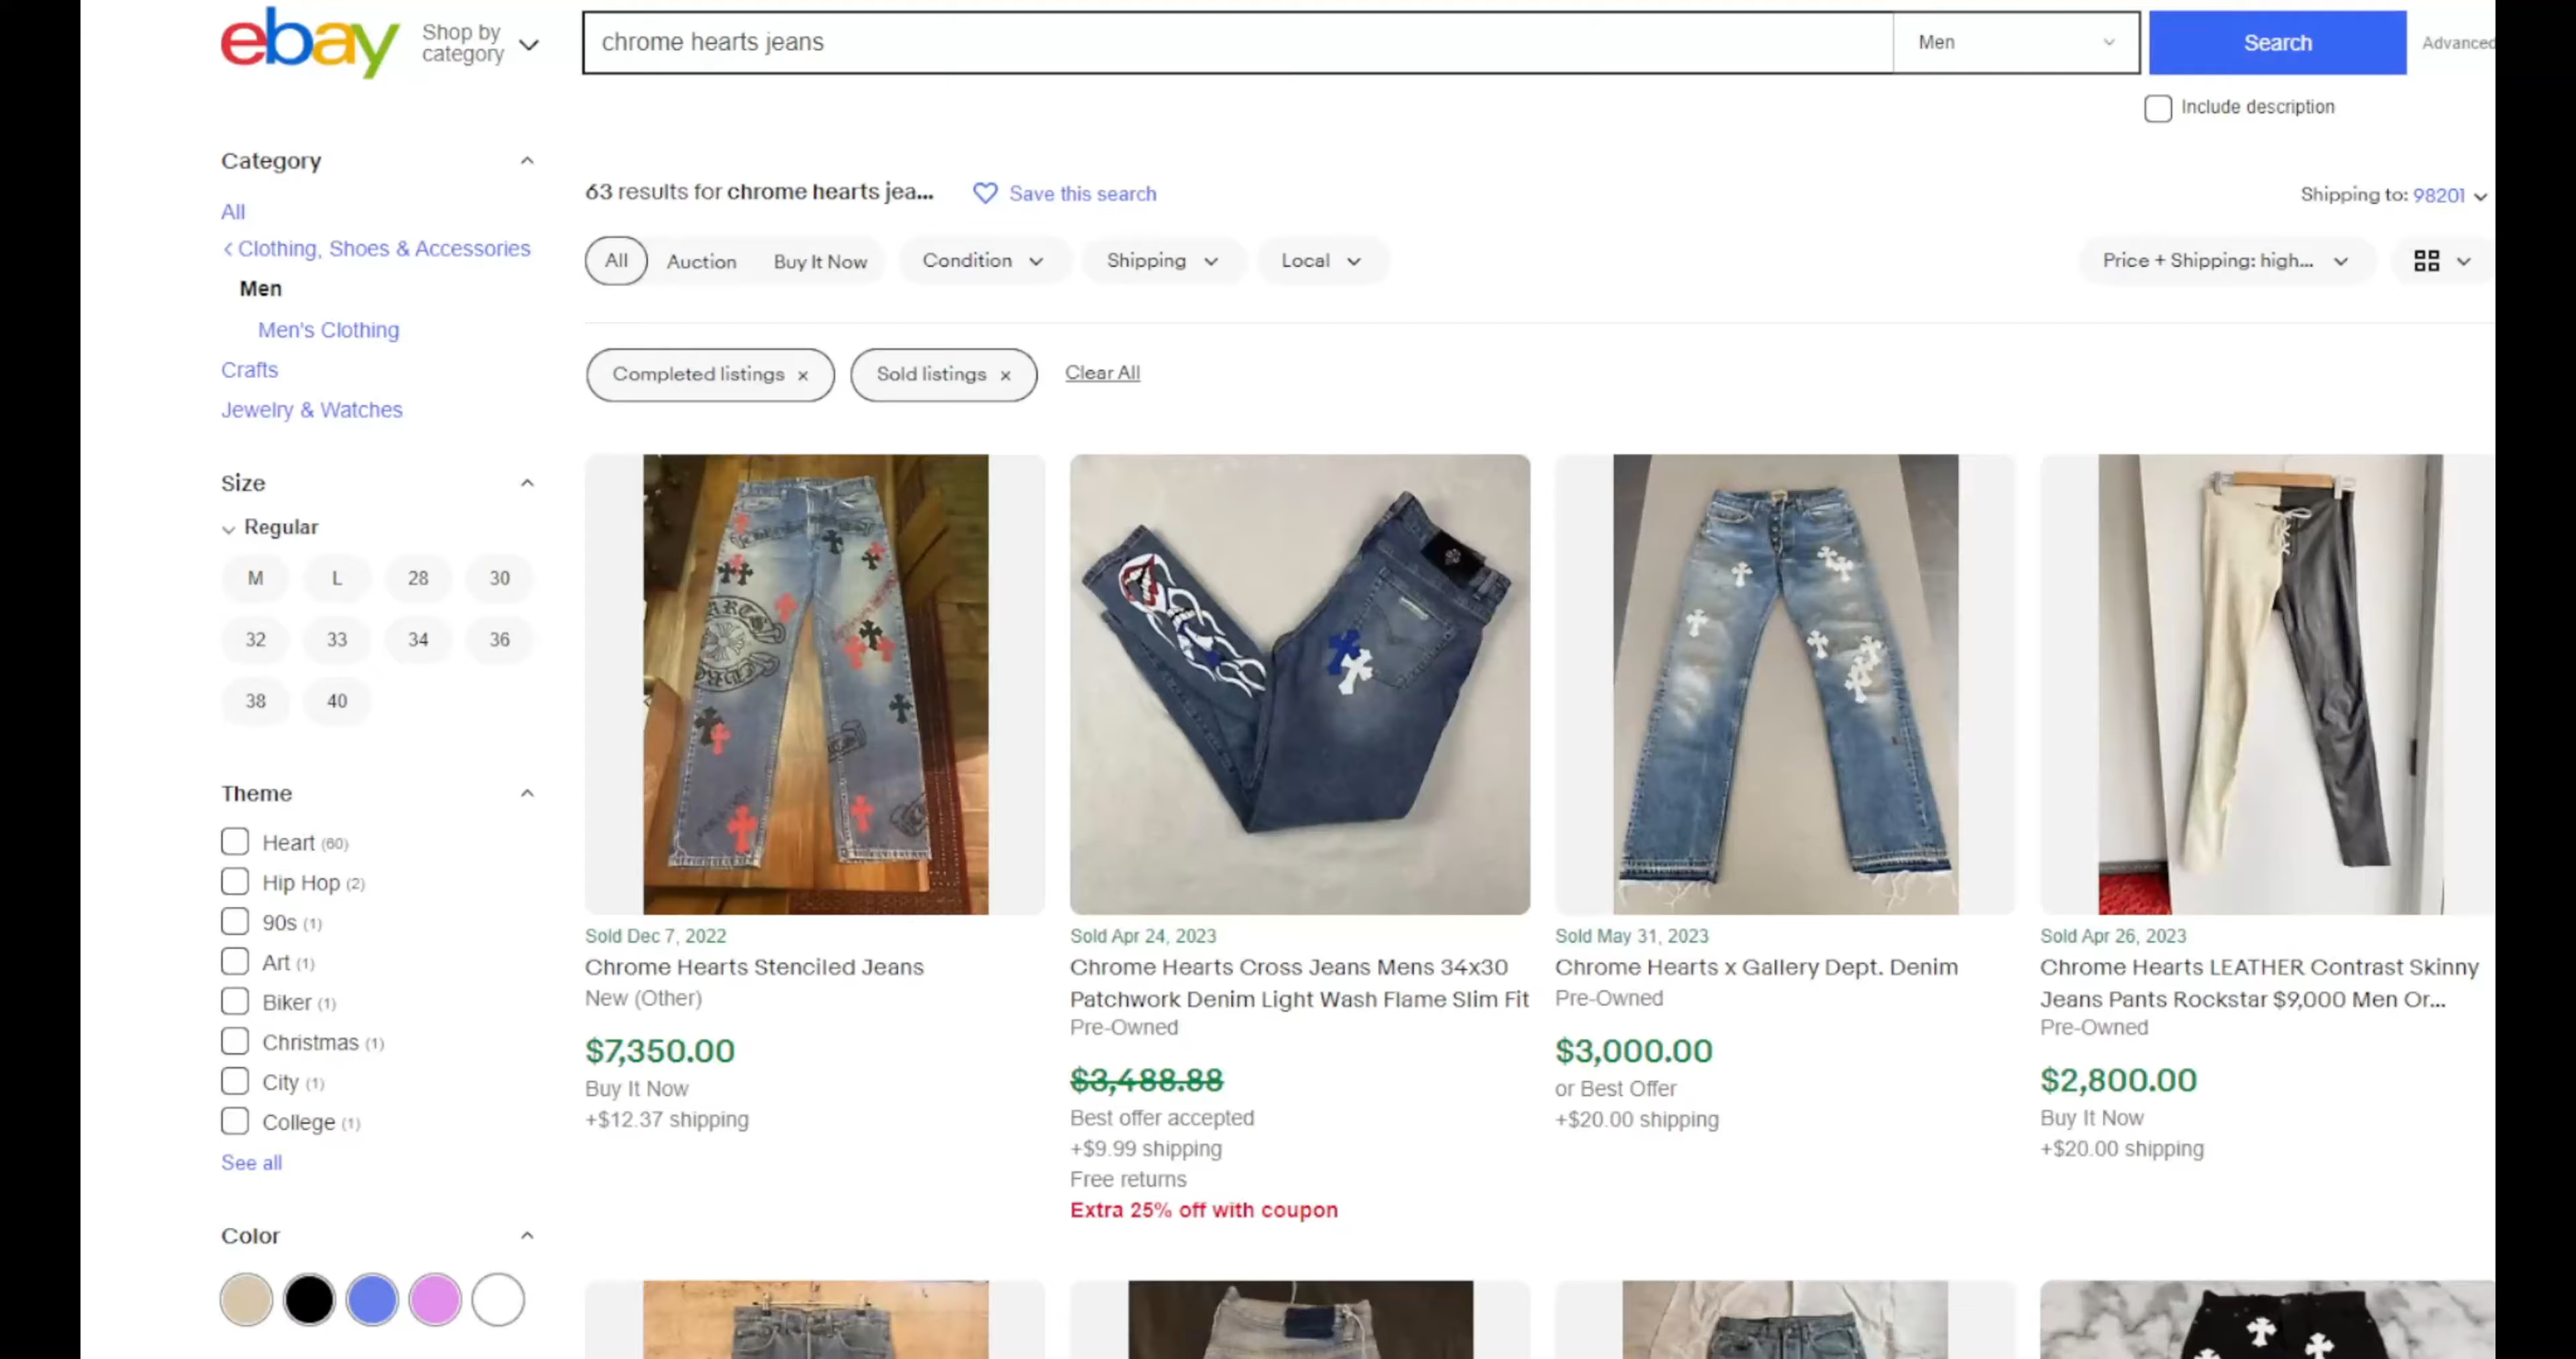 ebay
Shop by
category
chrome hearts jeans
Men
Search
Advanced
Include description
Category
All
Clothing, Shoes & Accessories
Men
Men's Clothing
Crafts
Jewelry & Watches
63 results for chrome hearts jea...
Save this search
Shipping to: 98201
All
Auction
Buy It Now
Condition
Shipping
Local
Price + Shipping: high...
Completed listings ×
Sold listings ×
Clear All
Size
Regular
M
L
28
30
32
33
34
36
38
40
Theme
Heart (60)
Hip Hop (2)
90s (1)
Art (1)
Biker (1)
Christmas (1)
City (1)
College (1)
See all
Color
Sold Dec 7, 2022
Chrome Hearts Stenciled Jeans
New (Other)
$7,350.00
Buy It Now
+$12.37 shipping
Sold Apr 24, 2023
Chrome Hearts Cross Jeans Mens 34x30
Patchwork Denim Light Wash Flame Slim Fit
Pre-Owned
$3,488.88
Best offer accepted
+$9.99 shipping
Free returns
Extra 25% off with coupon
Sold May 31, 2023
Chrome Hearts x Gallery Dept. Denim
Pre-Owned
$3,000.00
or Best Offer
+$20.00 shipping
Sold Apr 26, 2023
Chrome Hearts LEATHER Contrast Skinny
Jeans Pants Rockstar $9,000 Men Or...
Pre-Owned
$2,800.00
Buy It Now
+$20.00 shipping